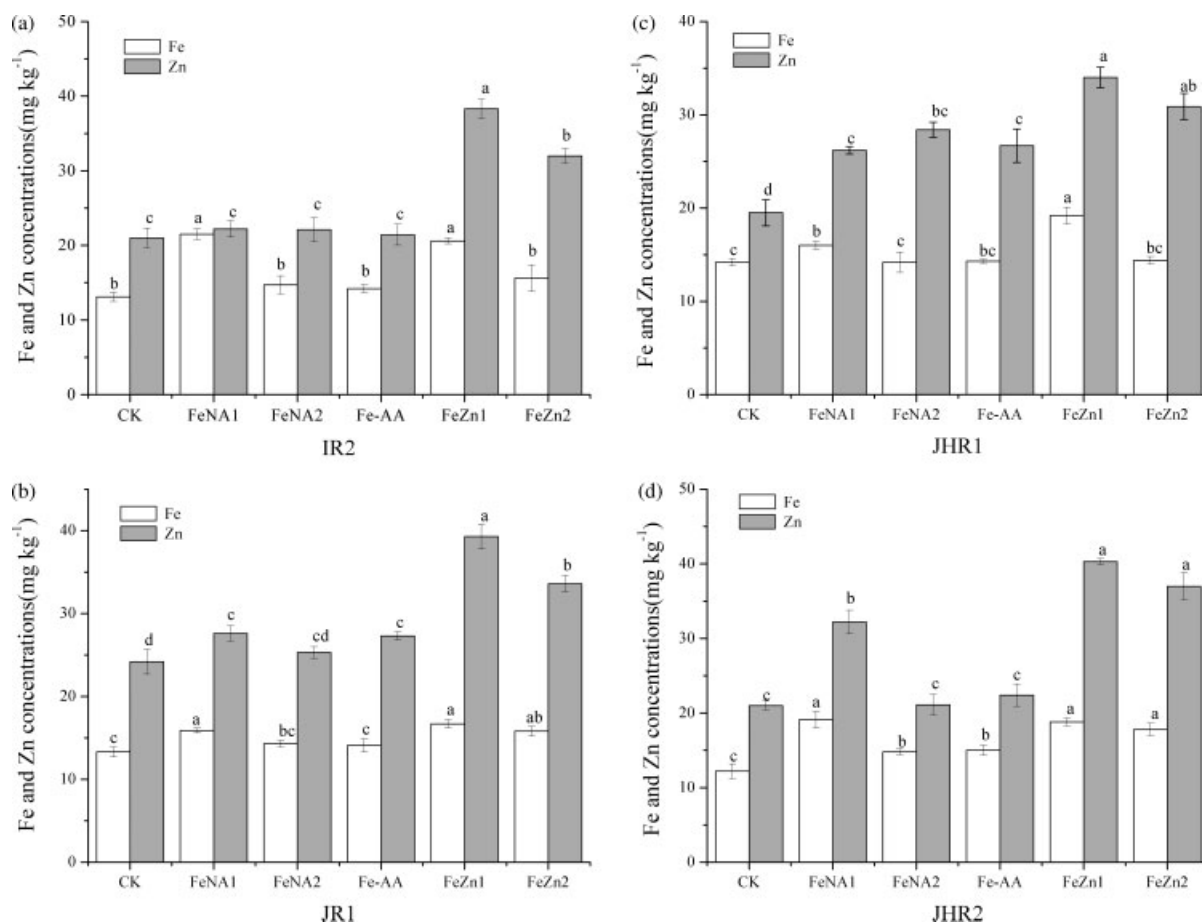 (a)
50
40
30
20
10
0
Fe and Zn concentrations(mg kg-1)
Fe
Zn
b c a c b c b c a a b b
CK FeNA1 FeNA2 Fe-AA FeZn1 FeZn2
IR2
(c)
40
30
20
10
0
Fe and Zn concentrations(mg kg-1)
Fe
Zn
c d b c c bc bc c a a bc ab
CK FeNA1 FeNA2 Fe-AA FeZn1 FeZn2
JHR1
(b)
40
30
20
10
0
Fe and Zn concentrations(mg kg-1)
Fe
Zn
c d a c bc cd c c a a ab b
CK FeNA1 FeNA2 Fe-AA FeZn1 FeZn2
JR1
(d)
50
40
30
20
10
0
Fe and Zn concentrations(mg kg-1)
Fe
Zn
c c a b b c b c a a a a
CK FeNA1 FeNA2 Fe-AA FeZn1 FeZn2
JHR2